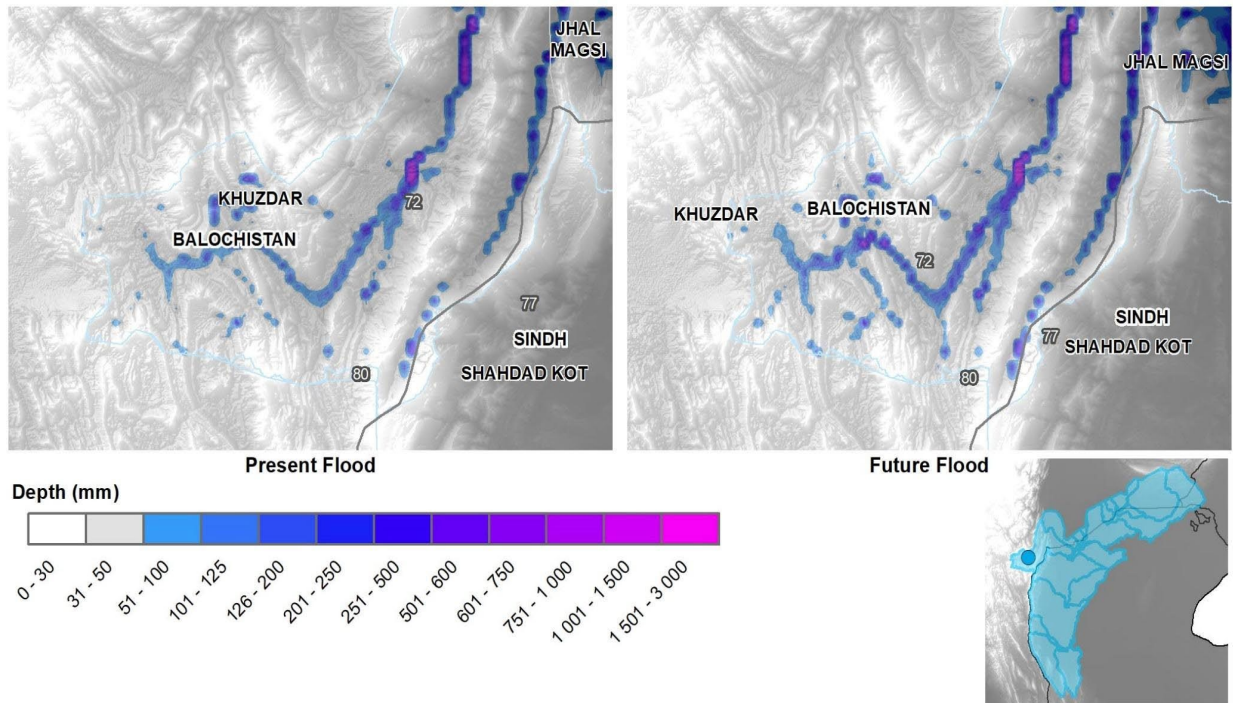 JHAL
MAGSI
KHUZDAR
72
BALOCHISTAN
77
SINDH
SHAHDAD KOT
80
Present Flood
JHAL MAGSI
KHUZDAR
BALOCHISTAN
72
SINDH
77
SHAHDAD KOT
80
Future Flood
Depth (mm)
0 - 30
31 - 50
51 - 100
101 - 125
126 - 200
201 - 250
251 - 500
501 - 600
601 - 750
751 - 1 000
1 001 - 1 500
1 501 - 3 000